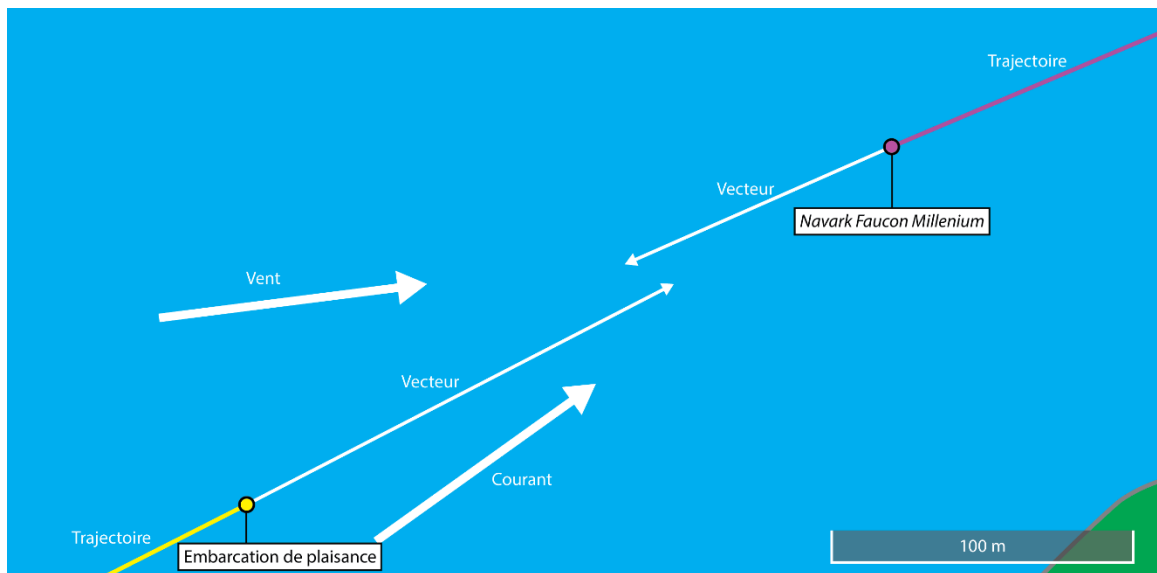 Trajectoire
Vecteur
Navark Faucon Millenium
Vent
Vecteur
Courant
Trajectoire
Embarcation de plaisance
100 m